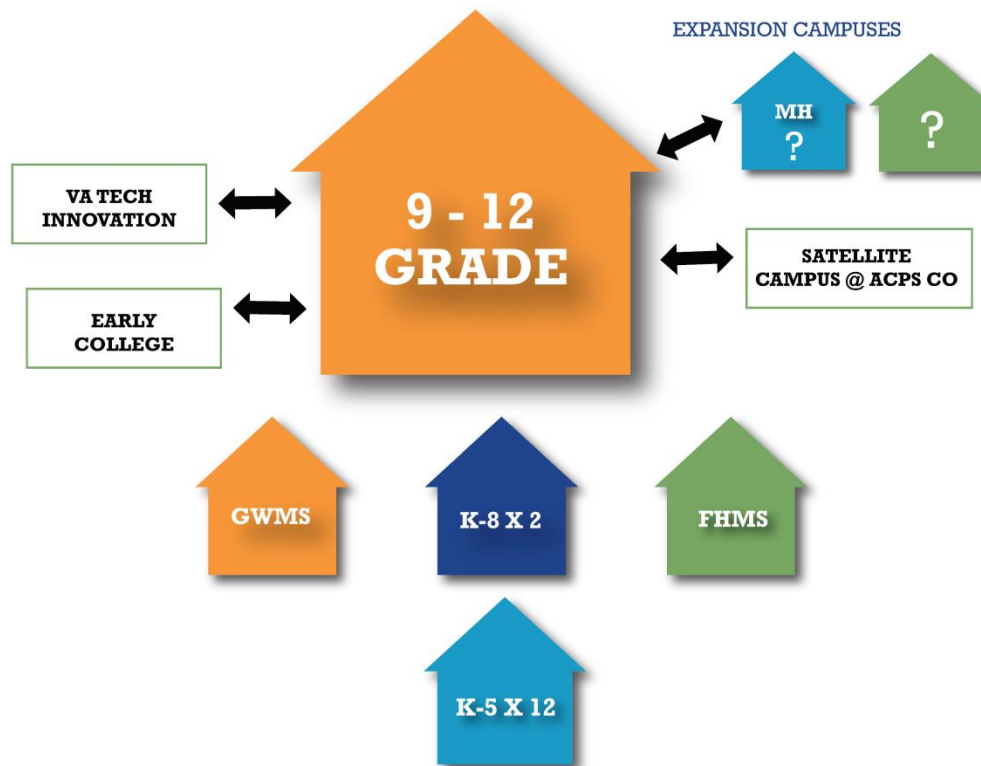 EXPANSION CAMPUSES
MH
?
?
VA TECH
INNOVATION
9 - 12
GRADE
SATELLITE
CAMPUS @ ACPS CO
EARLY
COLLEGE
GWMS
K-8 X 2
FHMS
K-5 X 12